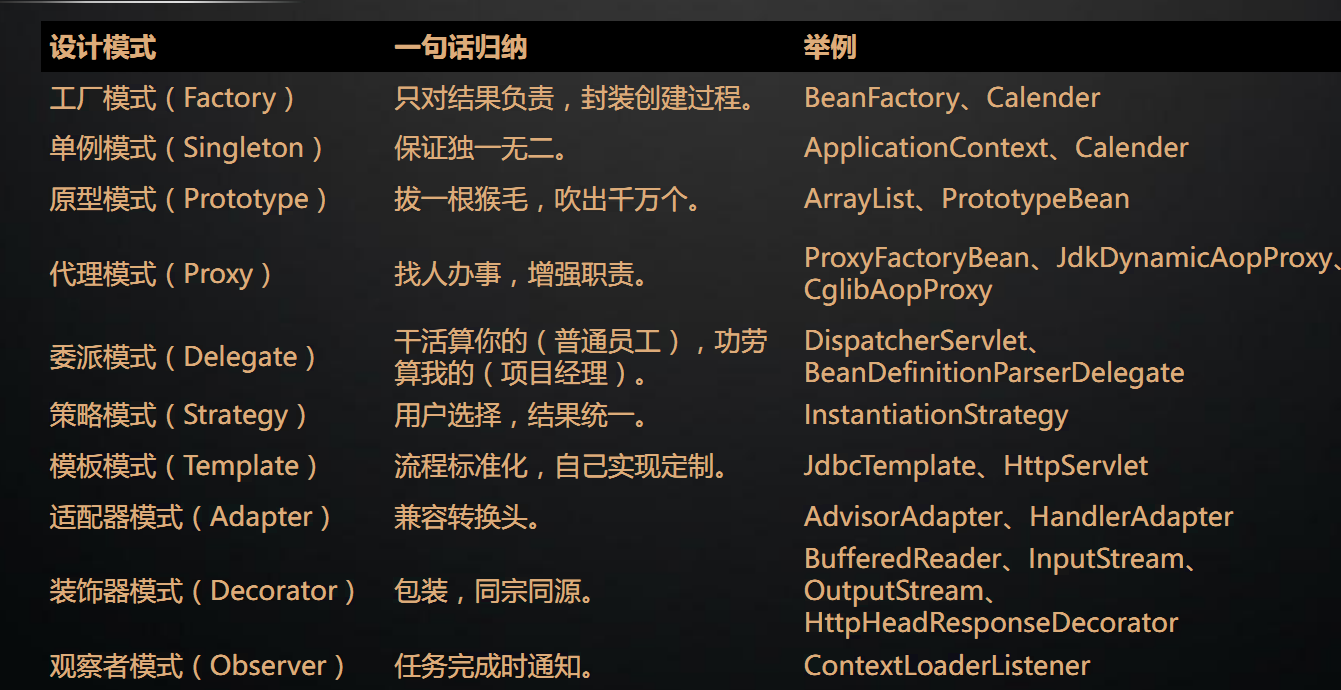 设计模式 一句话归纳 举例
工厂模式（Factory） 只对结果负责，封装创建过程。 BeanFactory、Calender
单例模式（Singleton） 保证独一无二。 ApplicationContext、Calender
原型模式（Prototype） 拔一根猴毛，吹出千万个。 ArrayList、PrototypeBean
代理模式（Proxy） 找人办事，增强职责。 ProxyFactoryBean、JdkDynamicAopProxy、
CglibAopProxy
委派模式（Delegate） 干活算你的（普通员工），功劳
算我的（项目经理）。 DispatcherServlet、
BeanDefinitionParserDelegate
策略模式（Strategy） 用户选择，结果统一。 InstantiationStrategy
模板模式（Template） 流程标准化，自己实现定制。 JdbcTemplate、HttpServlet
适配器模式（Adapter） 兼容转换头。 AdvisorAdapter、HandlerAdapter
装饰器模式（Decorator） 包装，同宗同源。 BufferedReader、InputStream、
OutputStream、
HttpHeadResponseDecorator
观察者模式（Observer） 任务完成时通知。 ContextLoaderListener